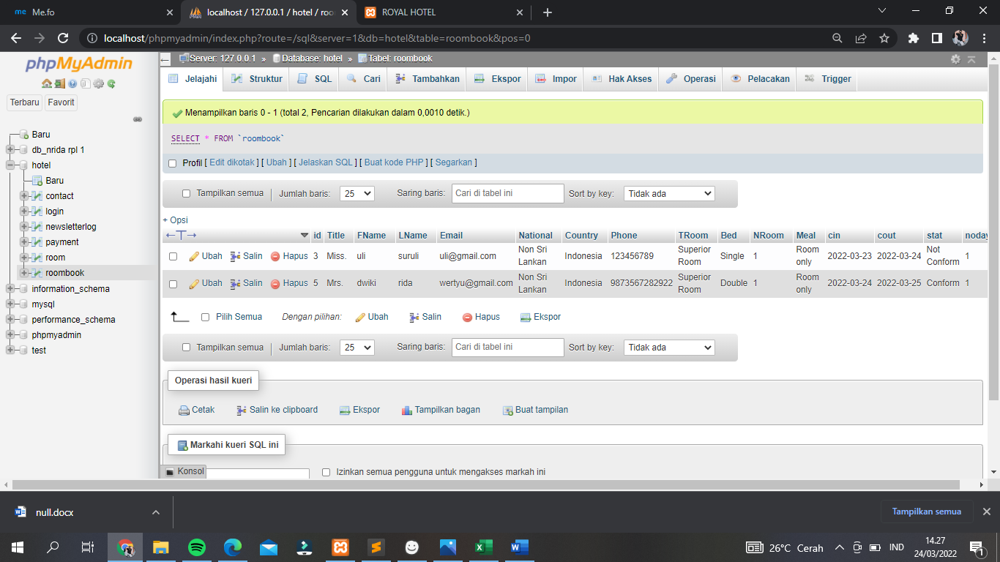 Me.fo
localhost / 127.0.0.1 / hotel / roo
ROYAL HOTEL
localhost/phpmyadmin/index.php?route=/sql&server=1&db=hotel&table=roombook&pos=0
phpMyAdmin
Terbaru Favorit
Baru
db_nrida rpl 1
hotel
Baru
contact
login
newsletterlog
payment
room
roombook
information_schema
mysql
performance_schema
phpmyadmin
test
Server: 127.0.0.1 » Database: hotel » Tabel: roombook
Jelajahi Struktur SQL Cari Tambahkan Ekspor Impor Hak Akses Operasi Pelacakan Trigger
Menampilkan baris 0 - 1 (total 2, Pencarian dilakukan dalam 0,0010 detik.)
SELECT * FROM `roombook`
Profil [ Edit dikotak ] [ Ubah ] [ Jelaskan SQL ] [ Buat kode PHP ] [ Segarkan ]
Tampilkan semua Jumlah baris: 25 Saring baris: Cari di tabel ini Sort by key: Tidak ada
+ Opsi
←T→ id Title FName LName Email National Country Phone TRoom Bed NRoom Meal cin cout stat noday
Ubah Salin Hapus 3 Miss. uli suruli uli@gmail.com Non Sri Lankan Indonesia 123456789 Superior Room Single 1 Room only 2022-03-23 2022-03-24 Not Conform 1
Ubah Salin Hapus 5 Mrs. dwiki rida wertyu@gmail.com Non Sri Lankan Indonesia 9873567282922 Superior Room Double 1 Room only 2022-03-24 2022-03-25 Conform 1
Pilih Semua Dengan pilihan: Ubah Salin Hapus Ekspor
Tampilkan semua Jumlah baris: 25 Saring baris: Cari di tabel ini Sort by key: Tidak ada
Operasi hasil kueri
Cetak Salin ke clipboard Ekspor Tampilkan bagan Buat tampilan
Markahi kueri SQL ini
Konsol
Izinkan semua pengguna untuk mengakses markah ini
null.docx
Tampilkan semua
26°C Cerah
IND
14.27
24/03/2022
1